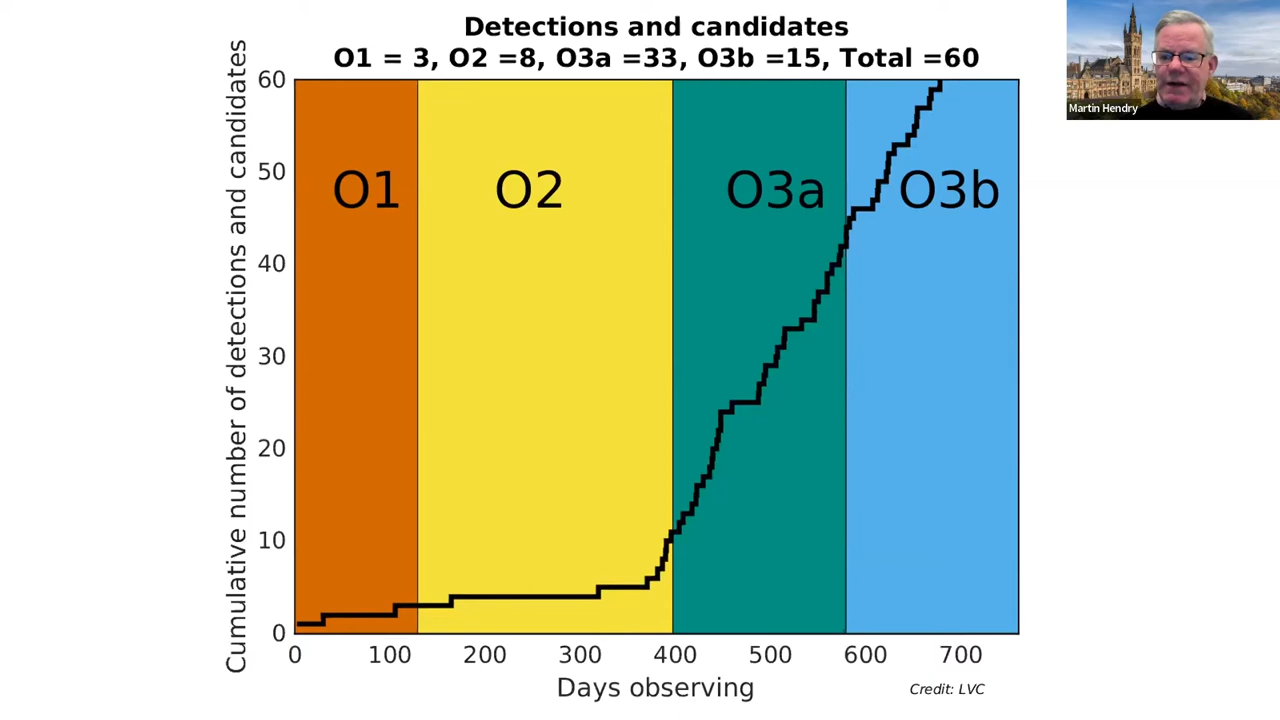 Detections and candidates
O1 = 3, O2 =8, O3a =33, O3b =15, Total =60
Martin Hendry
Cumulative number of detections and candidates
60
50
40
30
20
10
0
O1
O2
O3a
O3b
0 100 200 300 400 500 600 700
Days observing
Credit: LVC